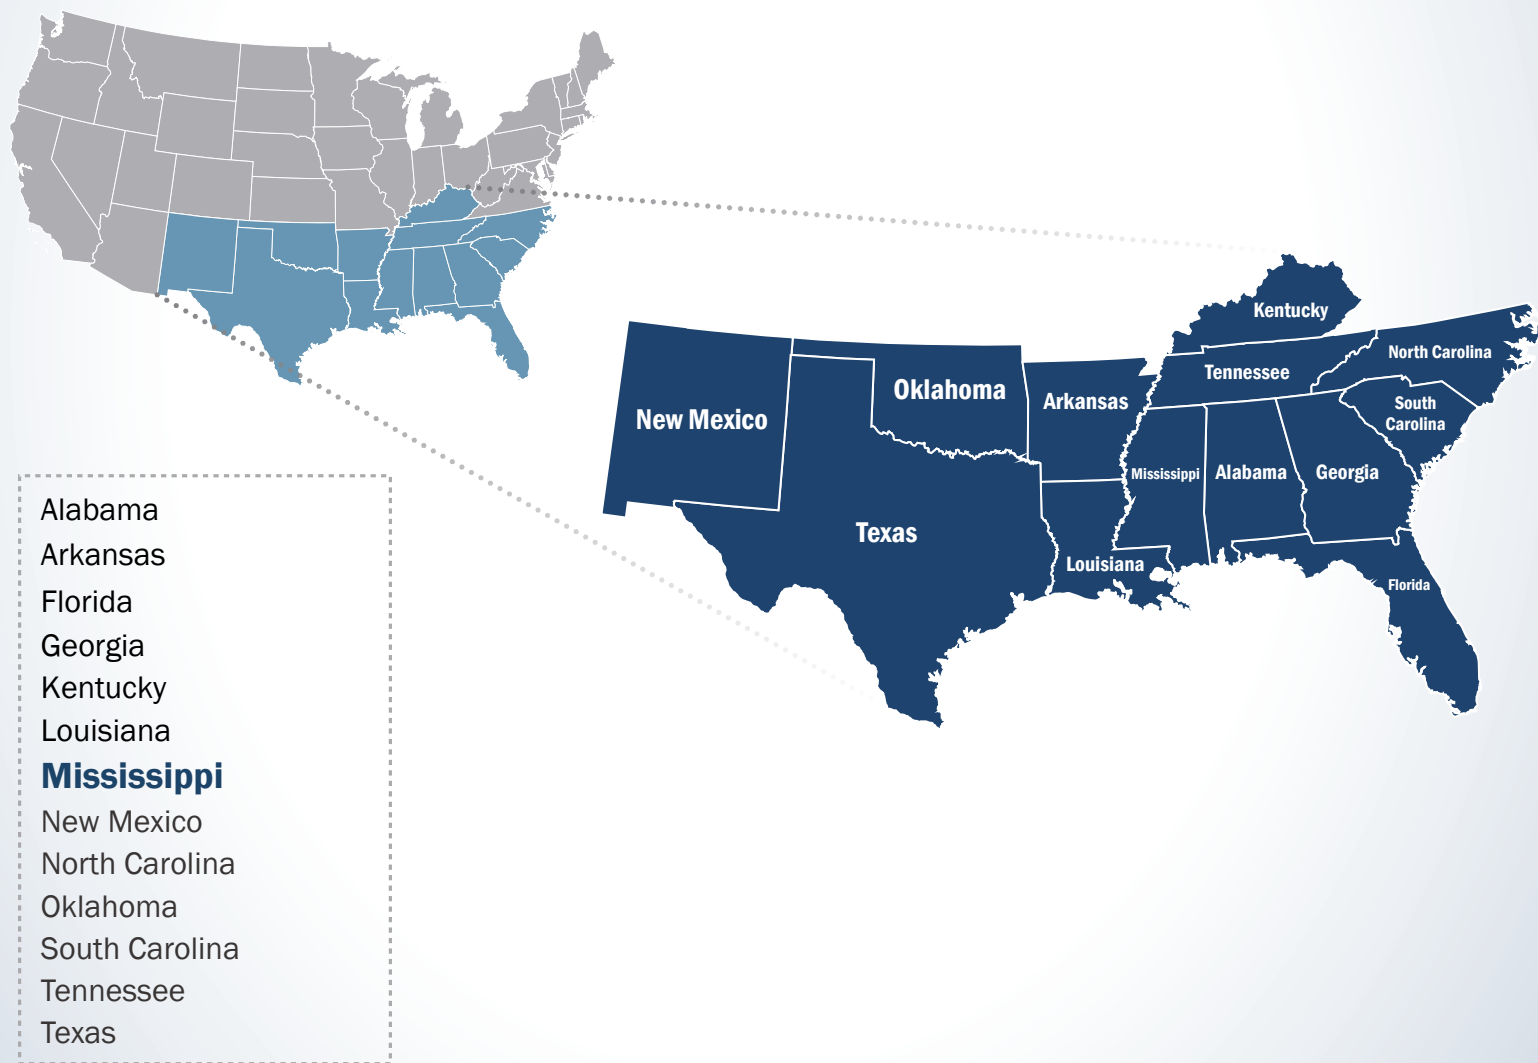 Kentucky
North Carolina
Tennessee
Oklahoma
Arkansas
South
Carolina
New Mexico
Mississippi
Alabama
Georgia
Texas
Louisiana
Florida
Alabama
Arkansas
Florida
Georgia
Kentucky
Louisiana
Mississippi
New Mexico
North Carolina
Oklahoma
South Carolina
Tennessee
Texas